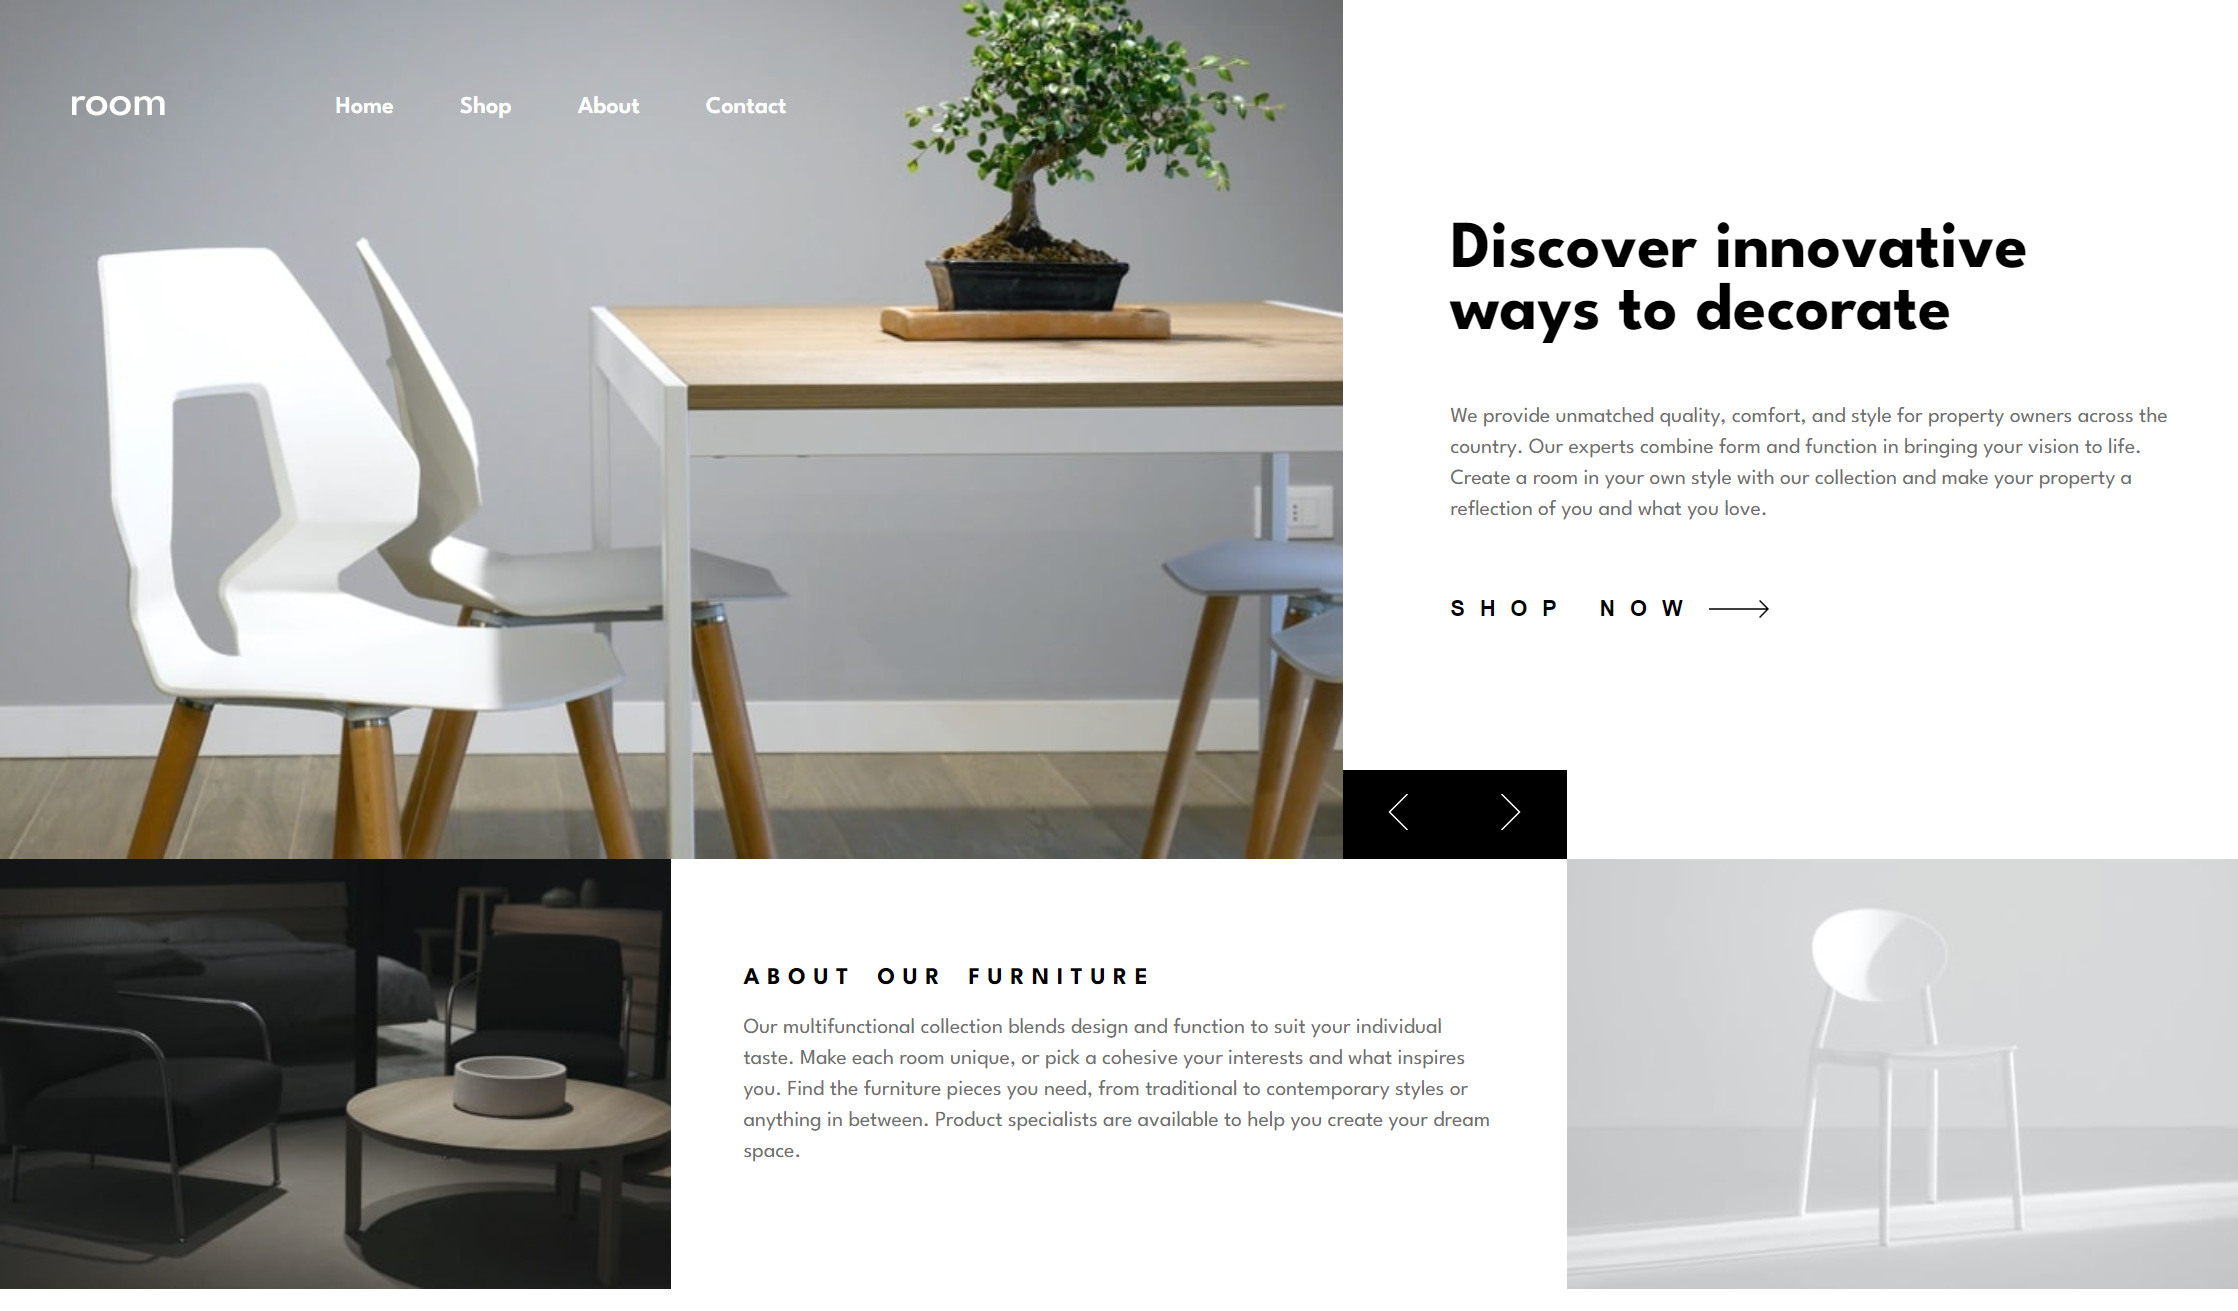 room
Home Shop About Contact
Discover innovative
ways to decorate
We provide unmatched quality, comfort, and style for property owners across the
country. Our experts combine form and function in bringing your vision to life.
Create a room in your own style with our collection and make your property a
reflection of you and what you love.
SHOP NOW
ABOUT OUR FURNITURE
Our multifunctional collection blends design and function to suit your individual
taste. Make each room unique, or pick a cohesive your interests and what inspires
you. Find the furniture pieces you need, from traditional to contemporary styles or
anything in between. Product specialists are available to help you create your dream
space.